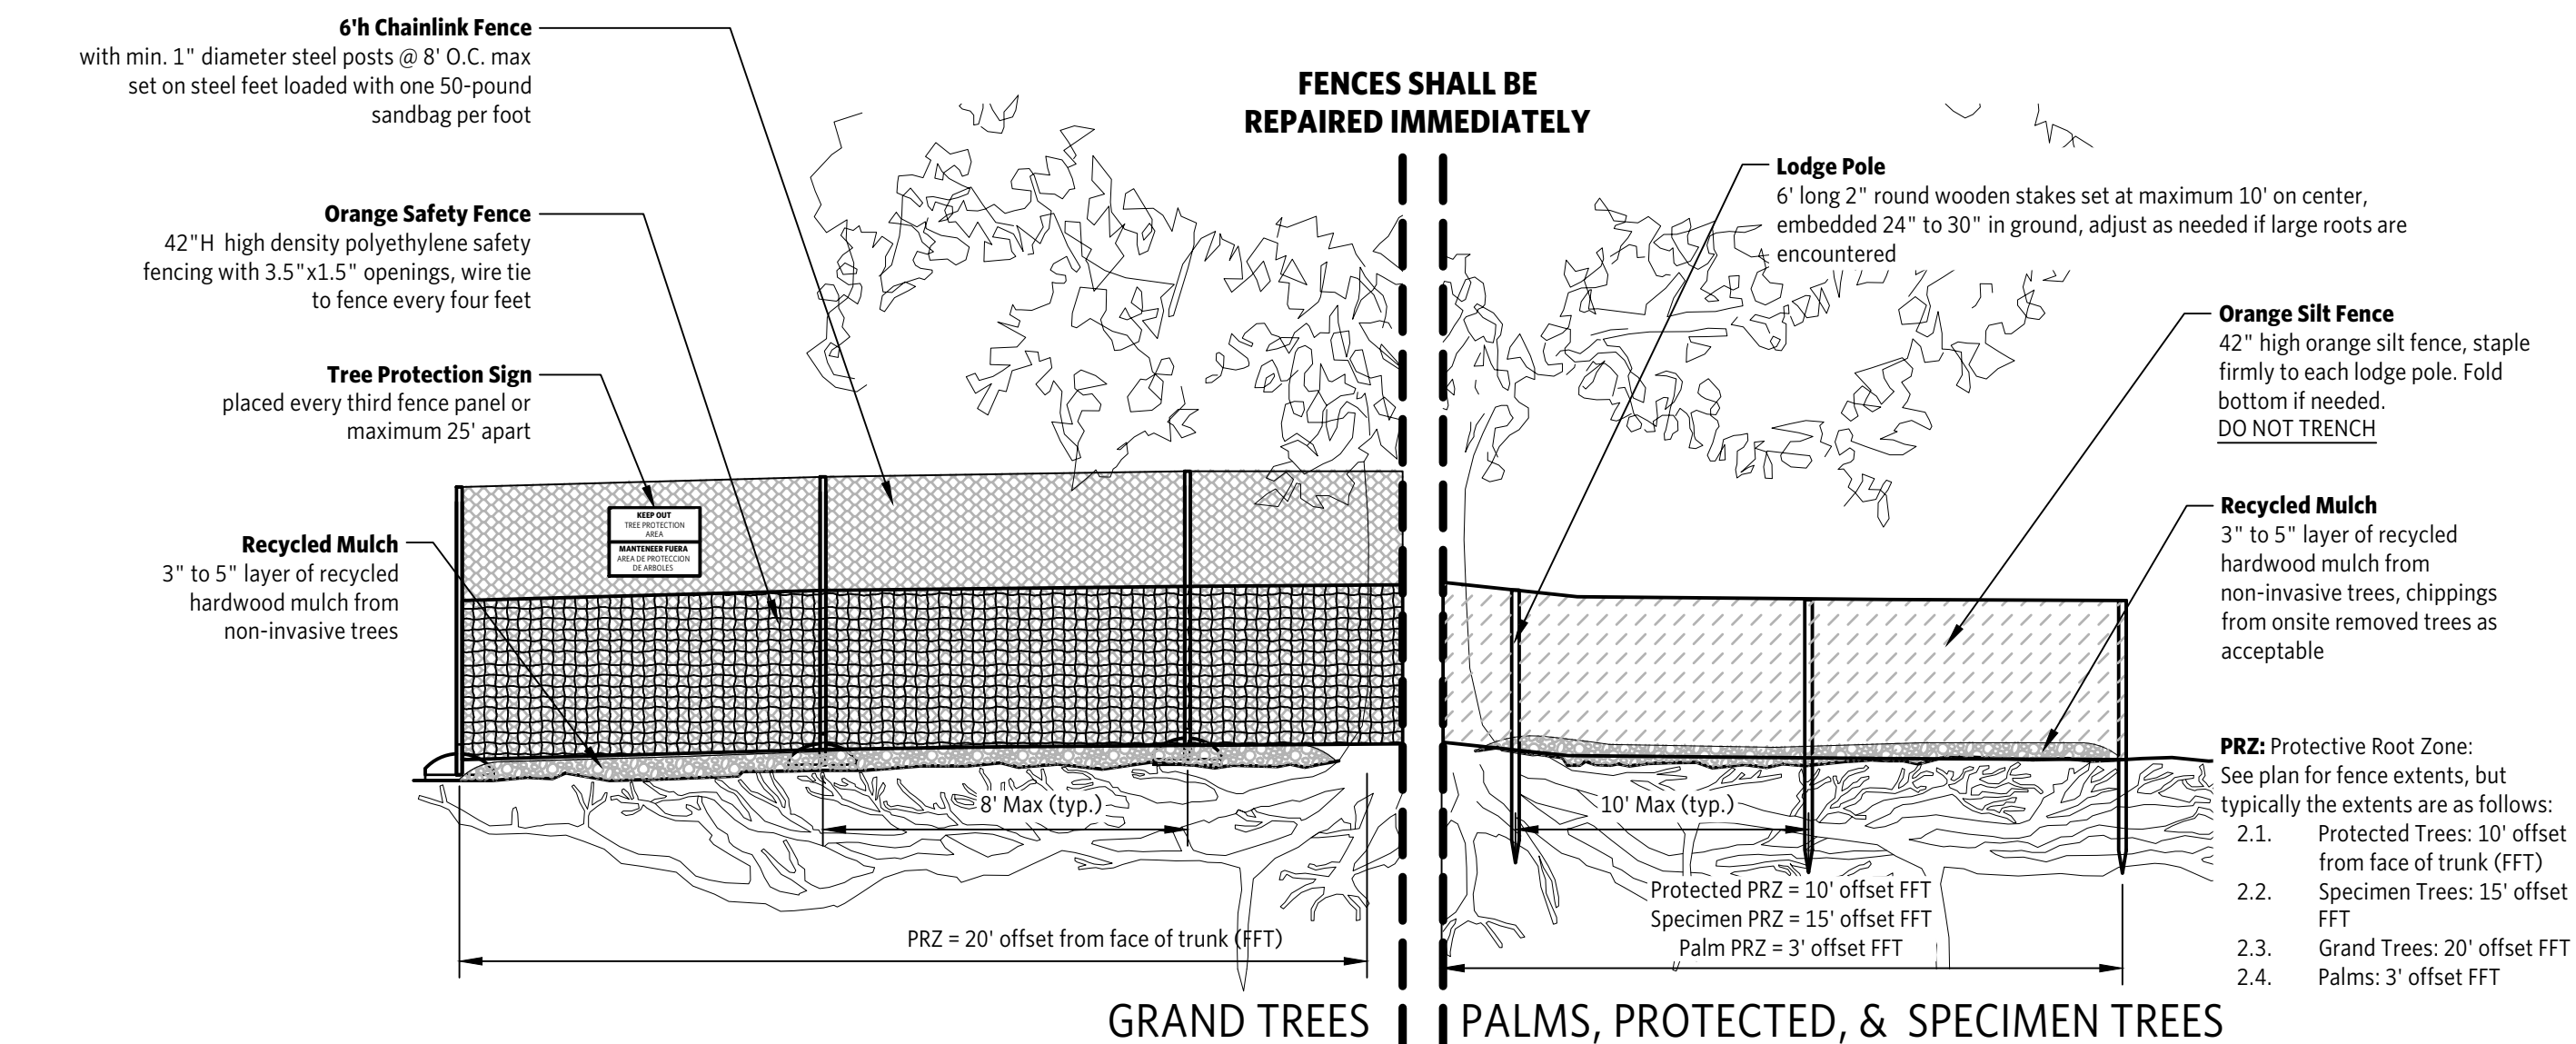 6'h Chainlink Fence
with min. 1" diameter steel posts @ 8' O.C. max
set on steel feet loaded with one 50-pound
sandbag per foot
Orange Safety Fence
42"H high density polyethylene safety
fencing with 3.5"x1.5" openings, wire tie
to fence every four feet
Tree Protection Sign
placed every third fence panel or
maximum 25' apart
Recycled Mulch
3" to 5" layer of recycled
hardwood mulch from
non-invasive trees
KEEP OUT
TREE PROTECTION
AREA
MANTENEER FUERA
AREA DE PROTECCION
DE ARBOLES
8' Max (typ.)
PRZ = 20' offset from face of trunk (FFT)
GRAND TREES
FENCES SHALL BE
REPAIRED IMMEDIATELY
Lodge Pole
6' long 2" round wooden stakes set at maximum 10' on center,
embedded 24" to 30" in ground, adjust as needed if large roots are
encountered
Orange Silt Fence
42" high orange silt fence, staple
firmly to each lodge pole. Fold
bottom if needed.
DO NOT TRENCH
Recycled Mulch
3" to 5" layer of recycled
hardwood mulch from
non-invasive trees, chippings
from onsite removed trees as
acceptable
10' Max (typ.)
Protected PRZ = 10' offset FFT
Specimen PRZ = 15' offset FFT
Palm PRZ = 3' offset FFT
PRZ: Protective Root Zone:
See plan for fence extents, but
typically the extents are as follows:
2.1. Protected Trees: 10' offset
from face of trunk (FFT)
2.2. Specimen Trees: 15' offset
FFT
2.3. Grand Trees: 20' offset FFT
2.4. Palms: 3' offset FFT
PALMS, PROTECTED, & SPECIMEN TREES